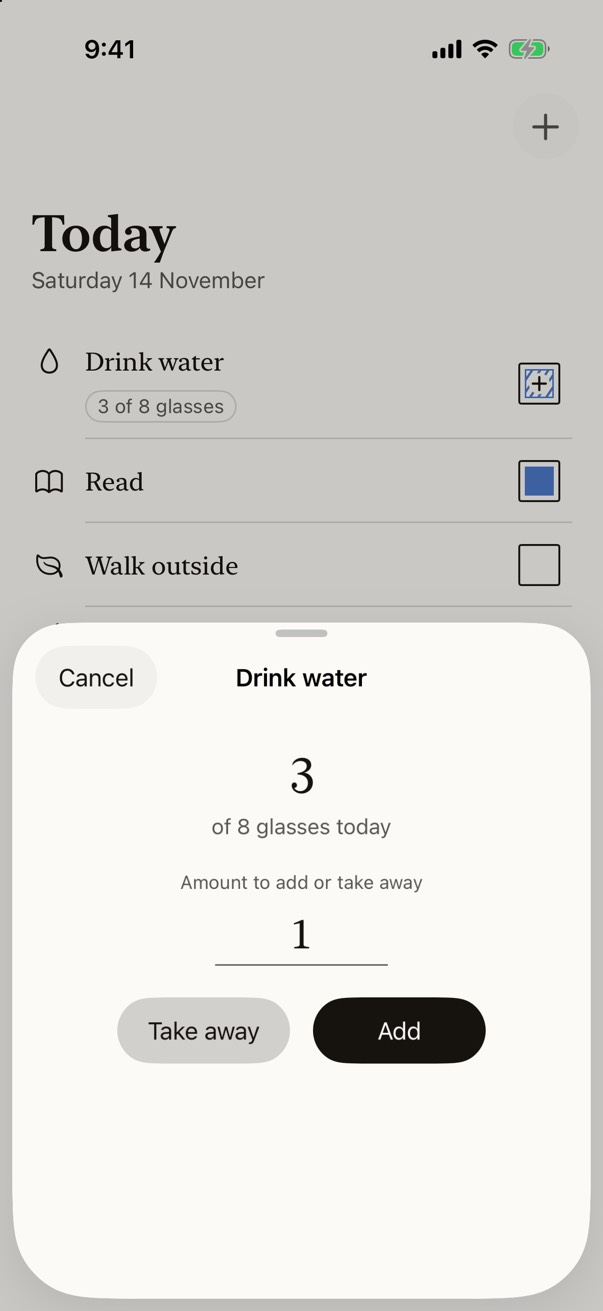 9:41
Today
Saturday 14 November
Drink water
3 of 8 glasses
Read
Walk outside
Cancel
Drink water
3
of 8 glasses today
Amount to add or take away
1
Take away
Add